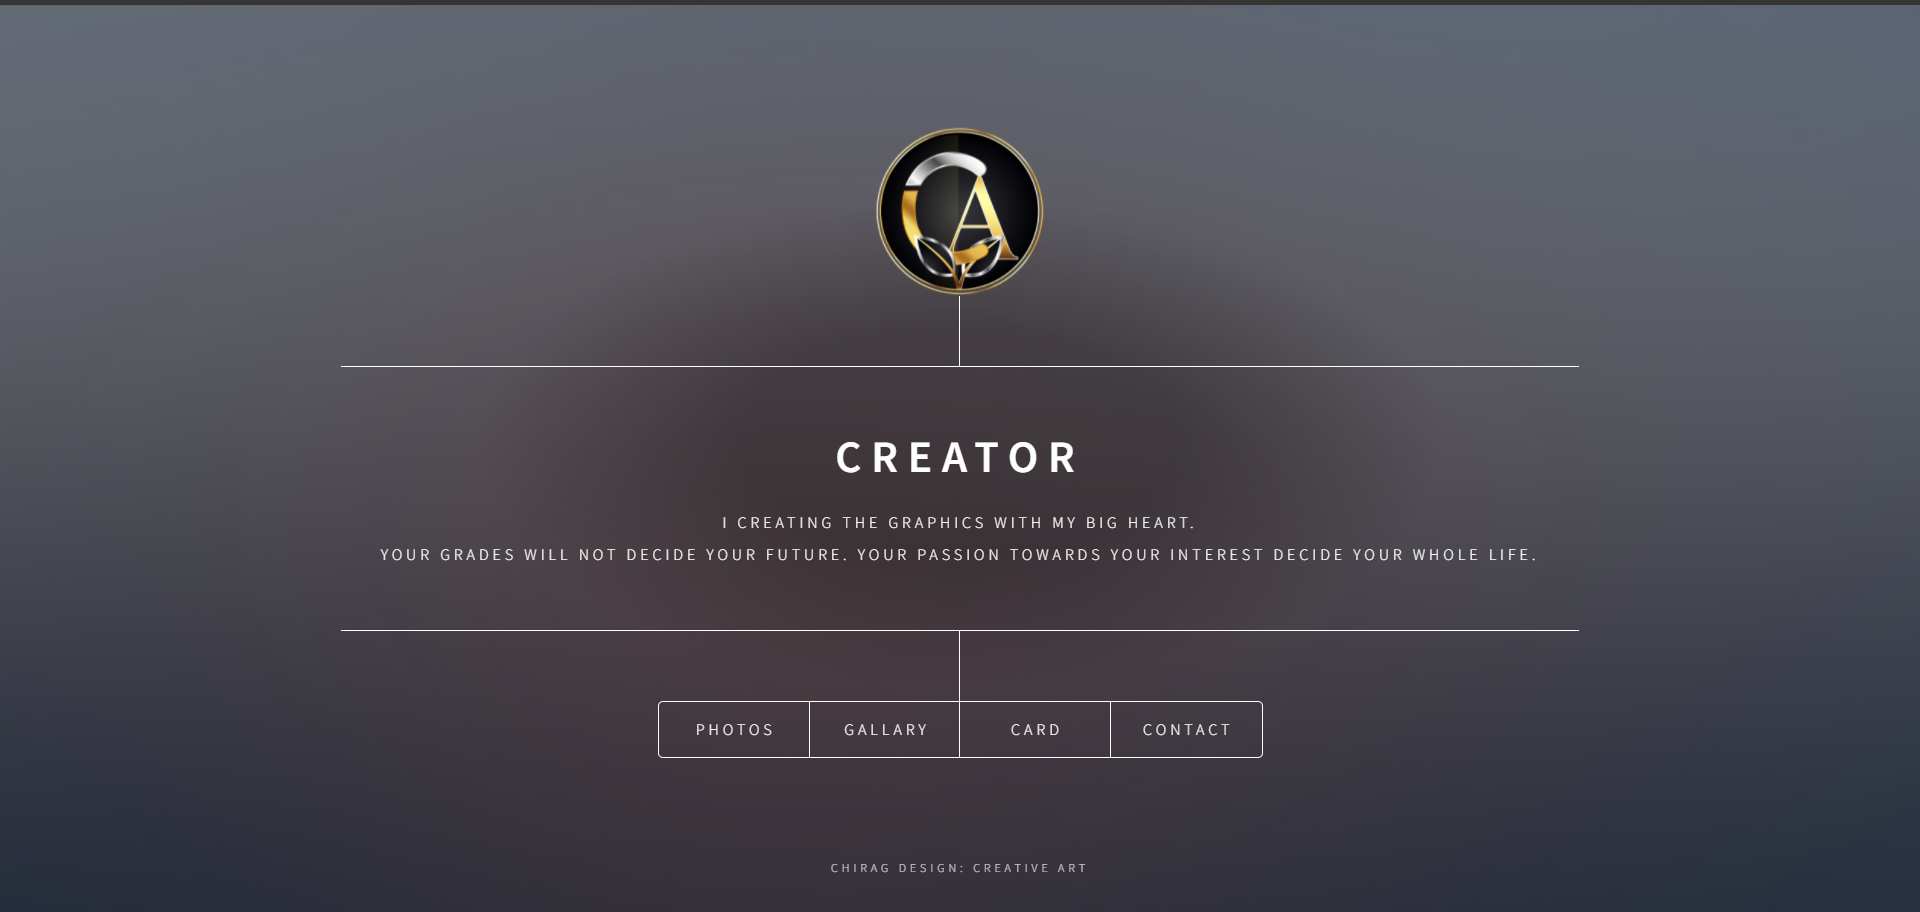 CA
CREATOR
I CREATING THE GRAPHICS WITH MY BIG HEART.
YOUR GRADES WILL NOT DECIDE YOUR FUTURE. YOUR PASSION TOWARDS YOUR INTEREST DECIDE YOUR WHOLE LIFE.
PHOTOS GALLARY CARD CONTACT
CHIRAG DESIGN: CREATIVE ART